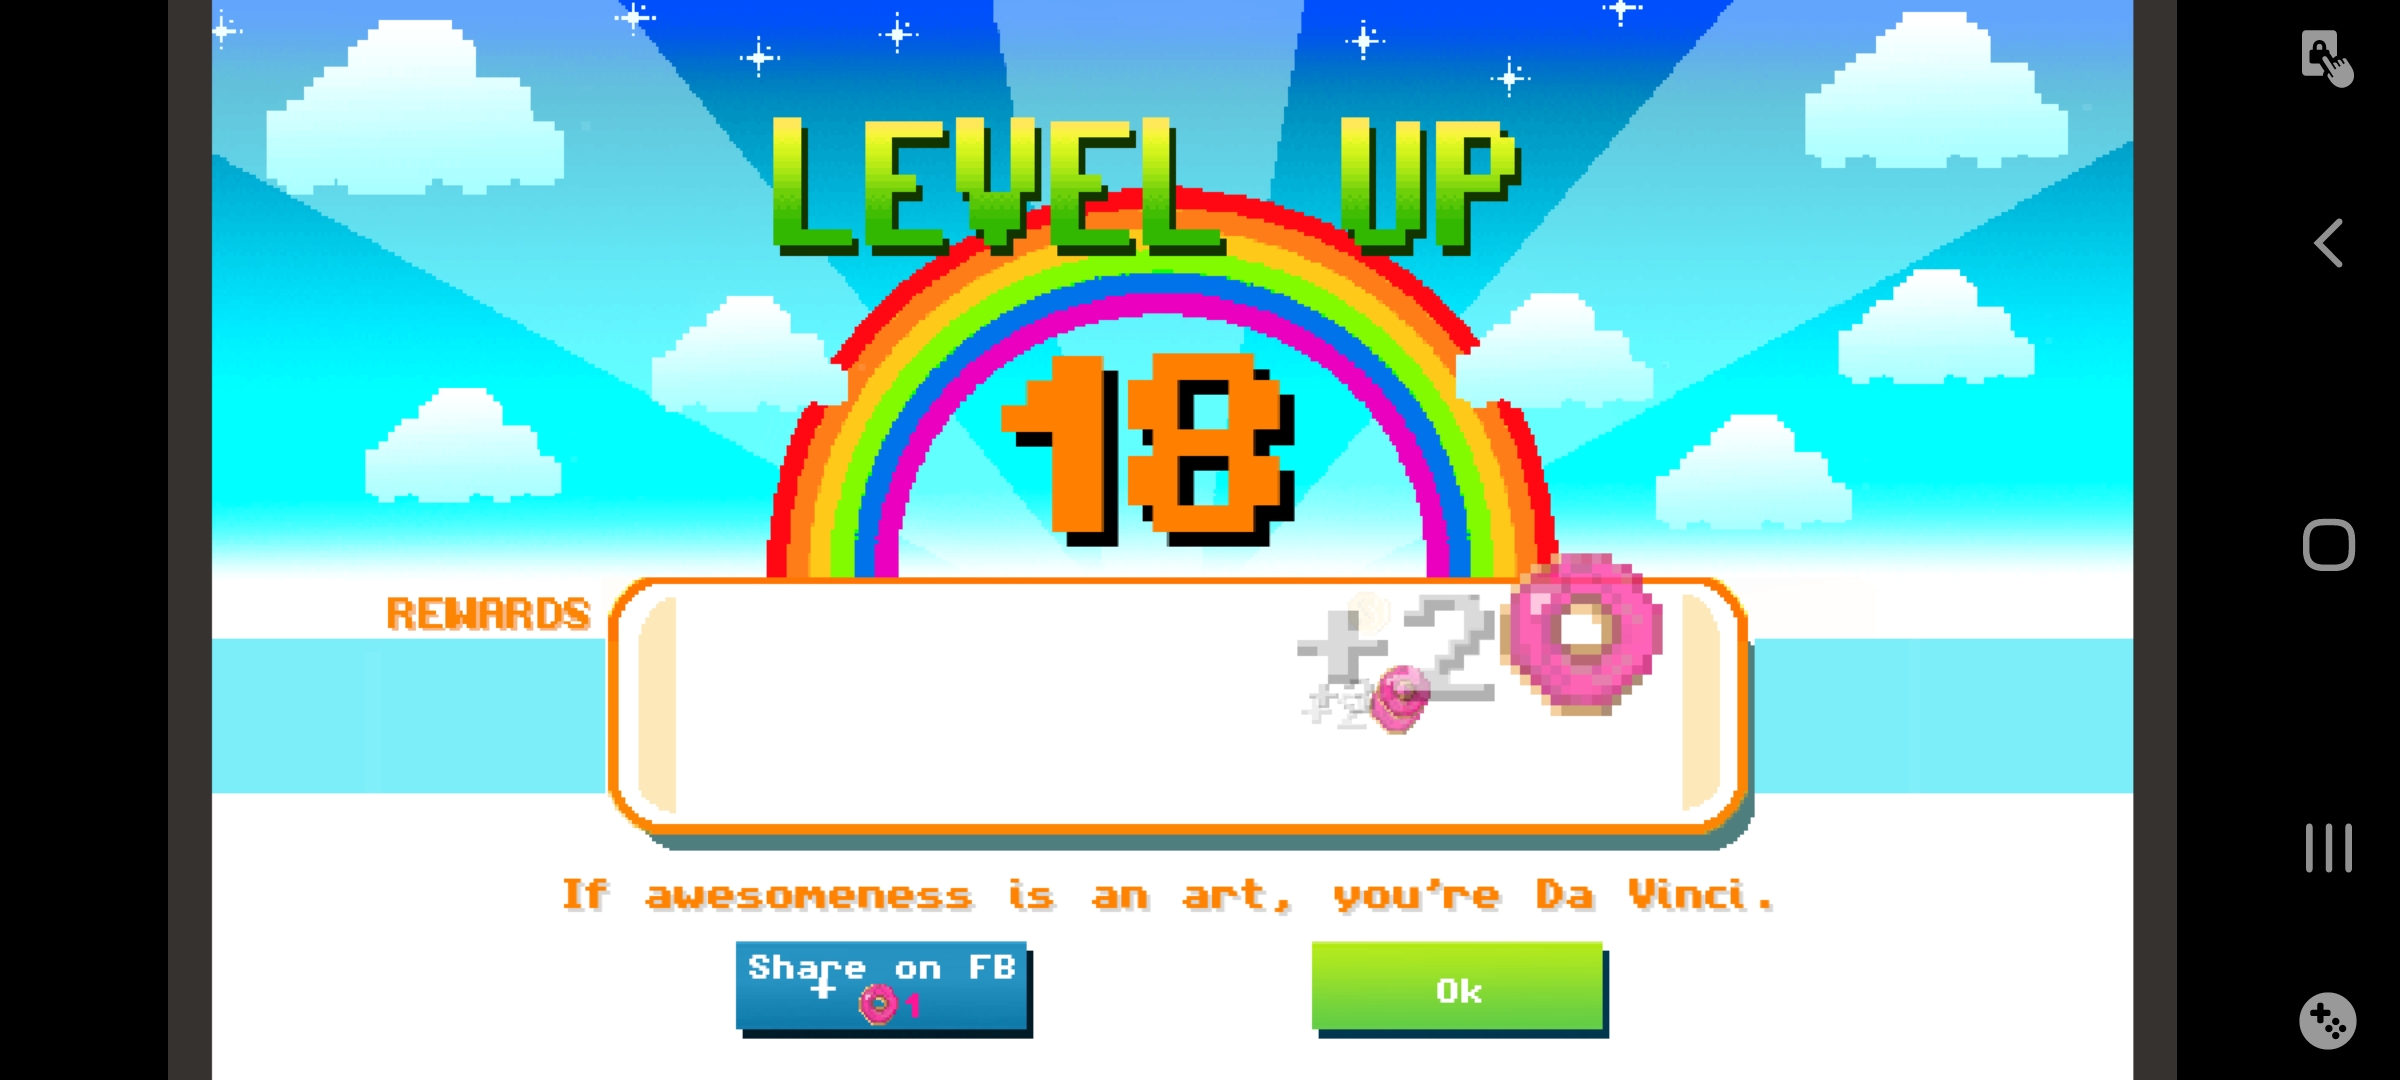 LEVEL UP
18
REWARDS
+2
+2
If awesomeness is an art, you're Da Vinci.
Share on FB
+ 1
Ok